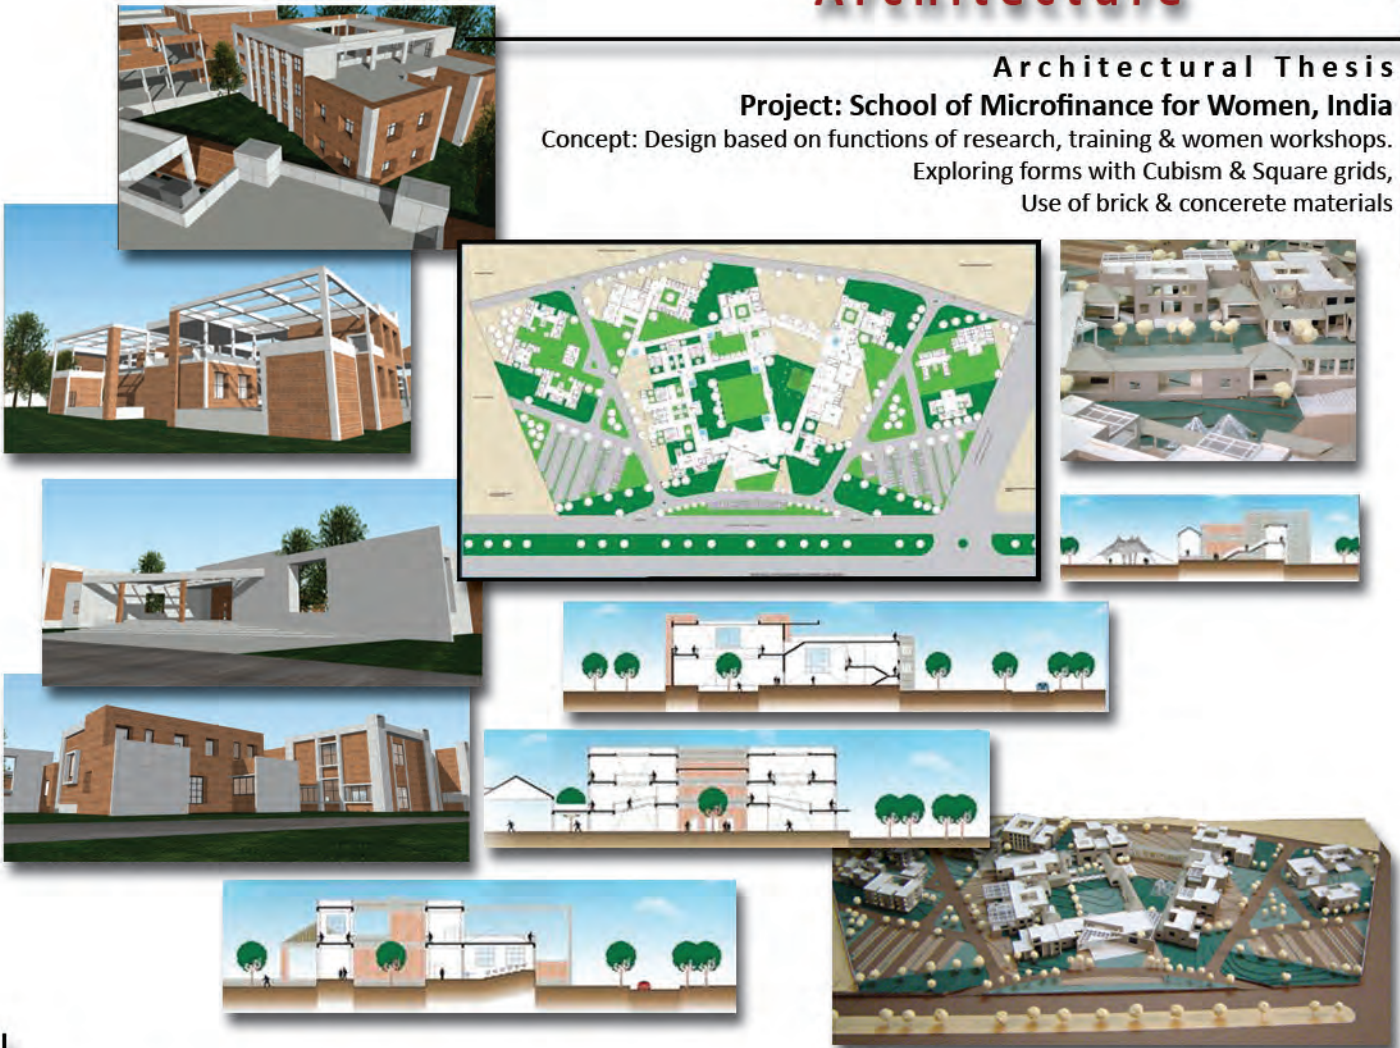 Architecture
Architectural Thesis
Project: School of Microfinance for Women, India
Concept: Design based on functions of research, training & women workshops.
Exploring forms with Cubism & Square grids,
Use of brick & concerete materials